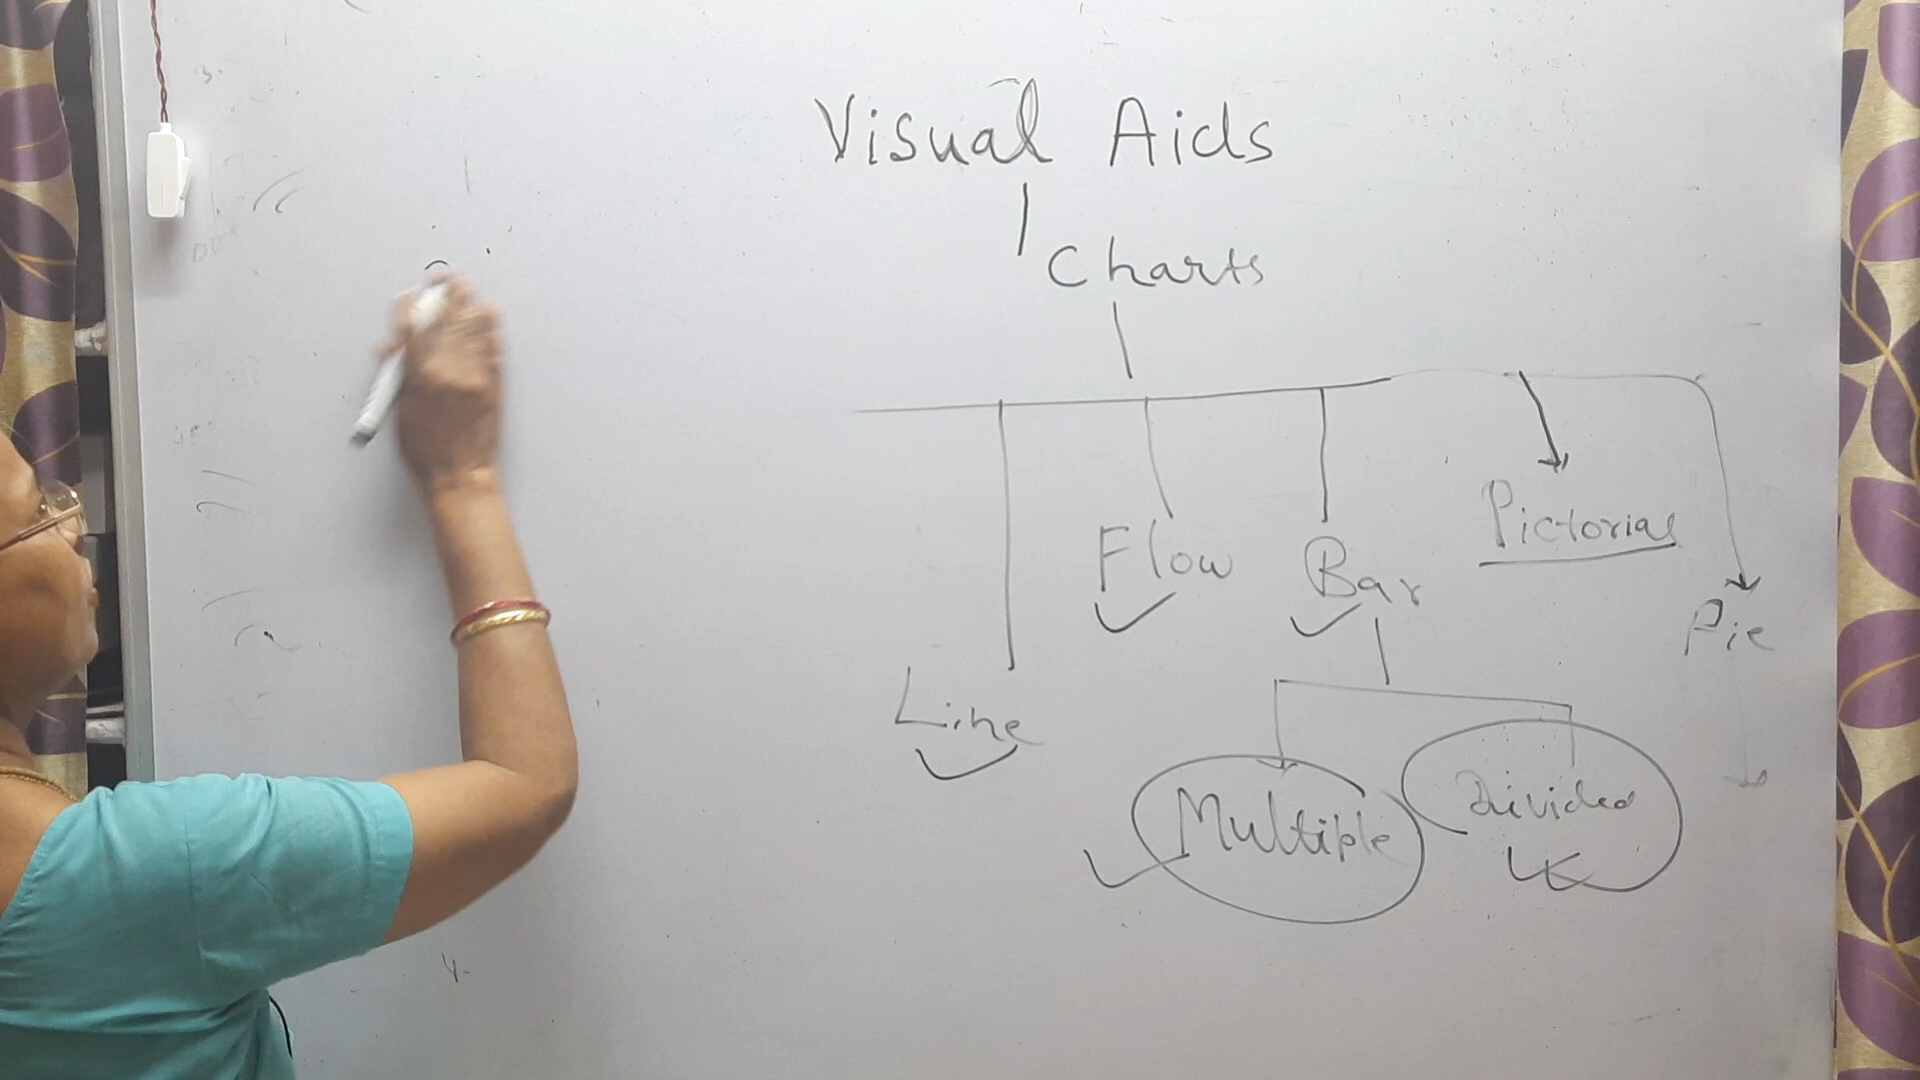 Visual Aids
Charts
Pictorial
Flow
Bar
Pie
Line
Multiple
Divided